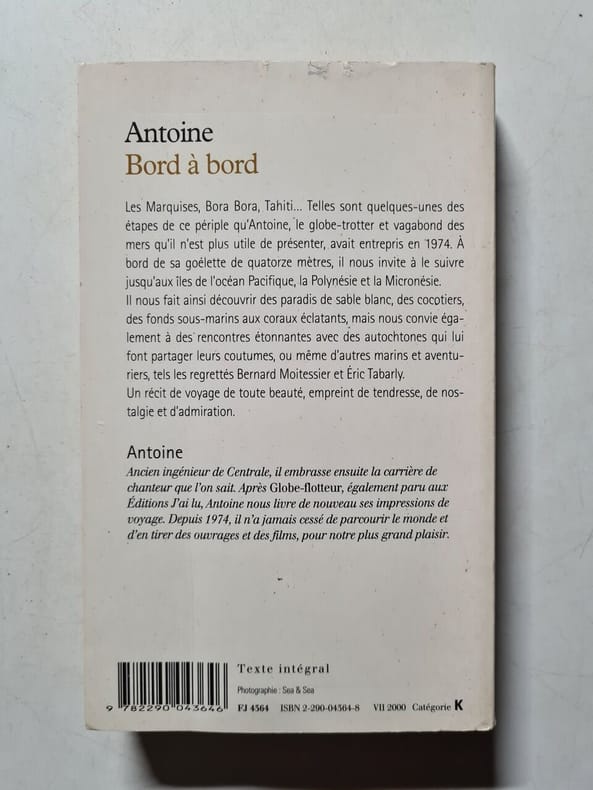 Antoine
Bord à bord
Les Marquises, Bora Bora, Tahiti... Telles sont quelques-unes des
étapes de ce périple qu'Antoine, le globe-trotter et vagabond des
mers qu'il n'est plus utile de présenter, avait entrepris en 1974. À
bord de sa goélette de quatorze mètres, il nous invite à le suivre
jusqu'aux îles de l'océan Pacifique, la Polynésie et la Micronésie.
Il nous fait ainsi découvrir des paradis de sable blanc, des cocotiers,
des fonds sous-marins aux coraux éclatants, mais nous convie éga-
lement à des rencontres étonnantes avec des autochtones qui lui
font partager leurs coutumes, ou même d'autres marins et aventu-
riers, tels les regrettés Bernard Moitessier et Éric Tabarly.
Un récit de voyage de toute beauté, empreint de tendresse, de nos-
talgie et d'admiration.
Antoine
Ancien ingénieur de Centrale, il embrasse ensuite la carrière de
chanteur que l'on sait. Après Globe-flotteur, également paru aux
Éditions J'ai lu, Antoine nous livre de nouveau ses impressions de
voyage. Depuis 1974, il n'a jamais cessé de parcourir le monde et
d'en tirer des ouvrages et des films, pour notre plus grand plaisir.
Texte intégral
Photographie : Sea & Sea
9 782290 043646 FJ 4364 ISBN 2-290-04364-8 VII 2000 Catégorie K